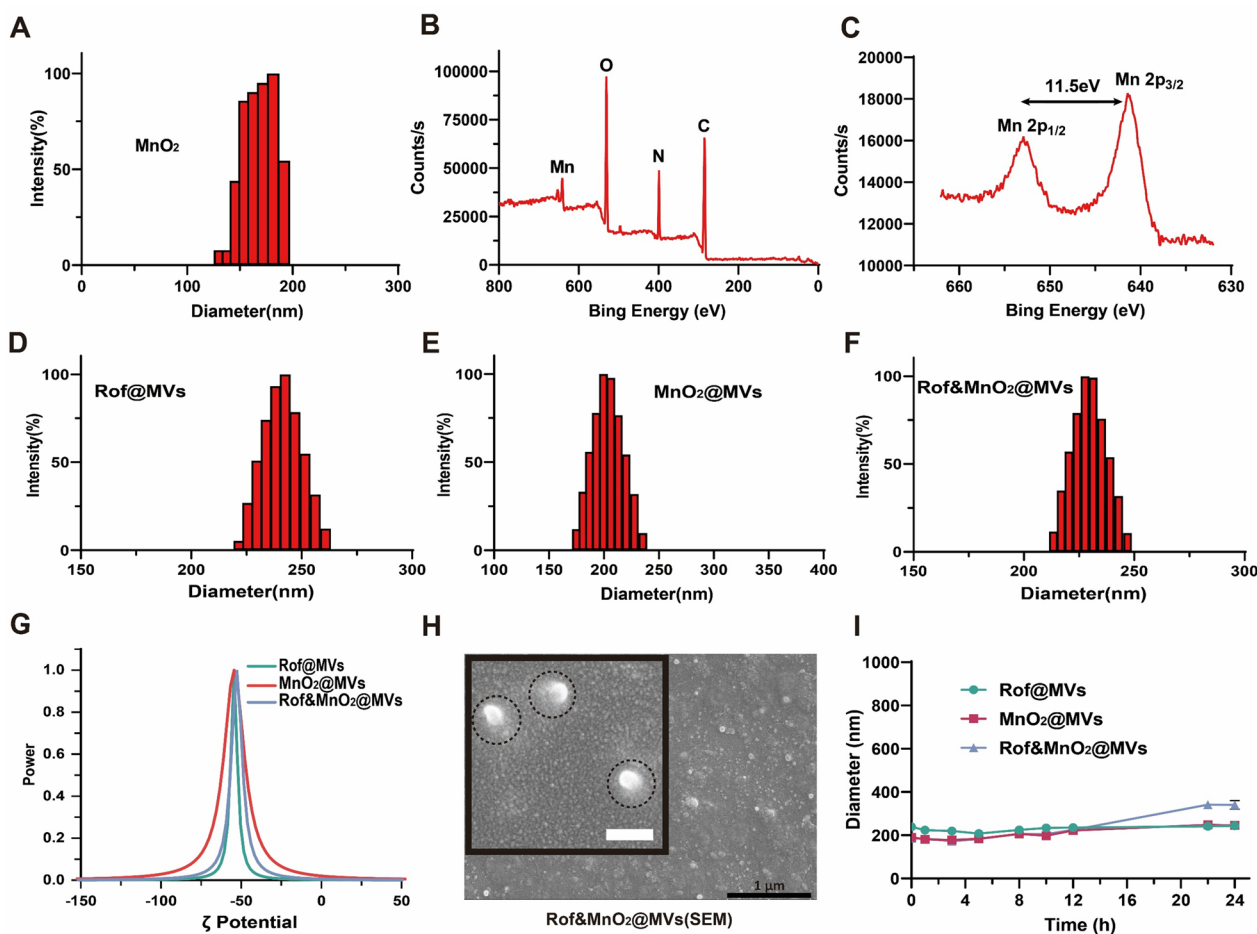 A
Intensity(%)
100
50
0
MnO₂
0
100
200
300
Diameter(nm)
B
Counts/s
100000
75000
50000
25000
0
Mn
O
N
C
800
600
400
200
0
Bing Energy (eV)
C
Counts/s
20000
18000
16000
14000
12000
10000
11.5eV
Mn 2p3/2
Mn 2p1/2
660
650
640
630
Bing Energy (eV)
D
Intensity(%)
100
50
0
Rof@MVs
150
200
250
300
Diameter(nm)
E
Intensity(%)
100
50
0
MnO₂@MVs
100
150
200
250
300
350
400
Diameter(nm)
F
Intensity(%)
100
50
0
Rof&MnO₂@MVs
150
200
250
300
Diameter(nm)
G
Power
1.0
0.8
0.6
0.4
0.2
0.0
Rof@MVs
MnO₂@MVs
Rof&MnO₂@MVs
-150
-100
-50
0
50
ζ Potential
H
1 μm
Rof&MnO₂@MVs(SEM)
I
Diameter (nm)
1000
800
600
400
200
0
Rof@MVs
MnO₂@MVs
Rof&MnO₂@MVs
0
4
8
12
16
20
24
Time (h)